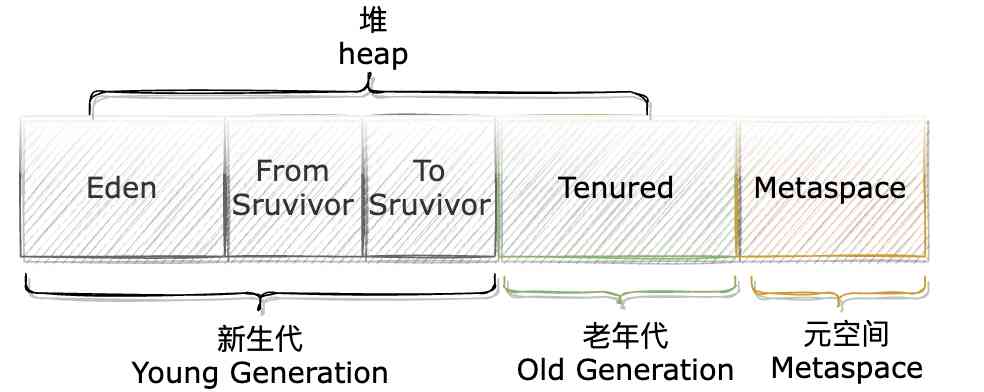 堆
heap
Eden
From
Sruvivor
To
Sruvivor
Tenured
Metaspace
新生代
Young Generation
老年代
Old Generation
元空间
Metaspace